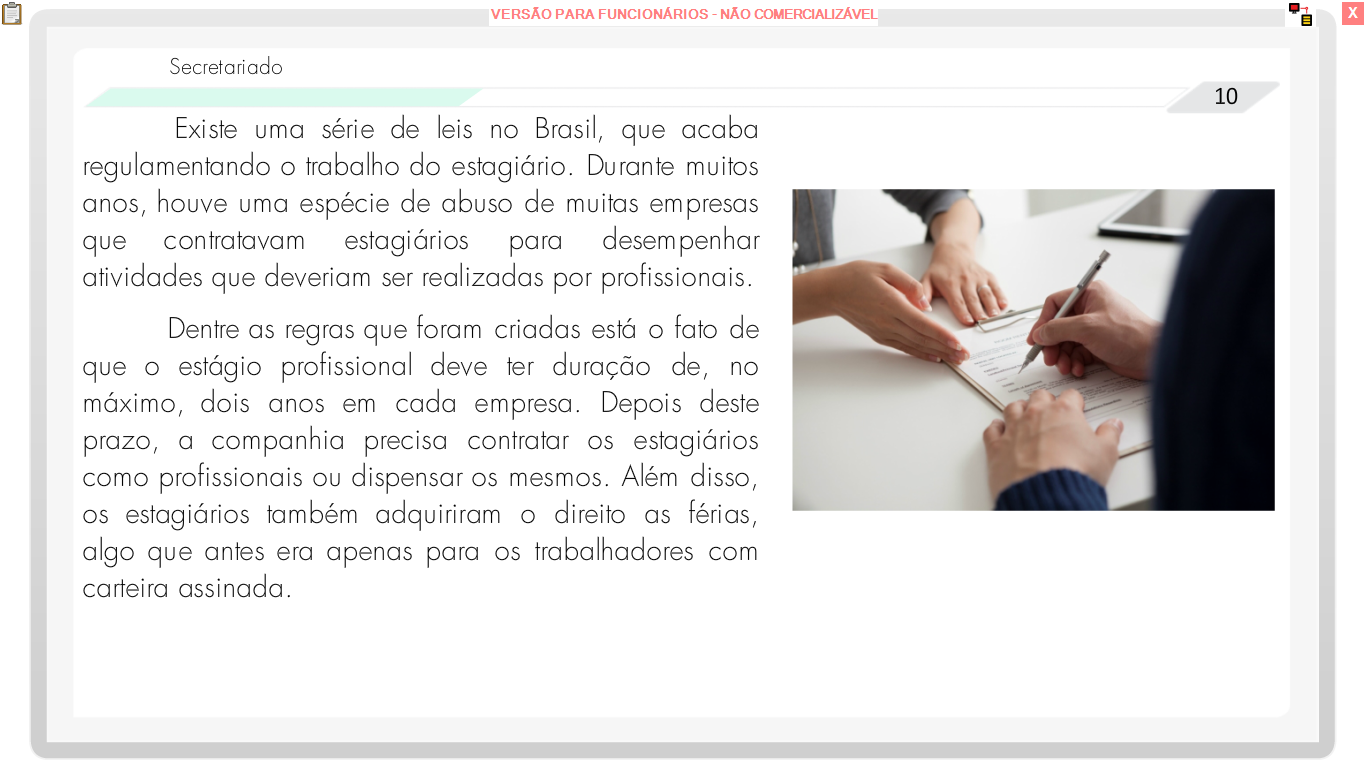 VERSÃO PARA FUNCIONÁRIOS - NÃO COMERCIALIZÁVEL
X
Secretariado
10
Existe uma série de leis no Brasil, que acaba
regulamentando o trabalho do estagiário. Durante muitos
anos, houve uma espécie de abuso de muitas empresas
que contratavam estagiários para desempenhar
atividades que deveriam ser realizadas por profissionais.
Dentre as regras que foram criadas está o fato de
que o estágio profissional deve ter duração de, no
máximo, dois anos em cada empresa. Depois deste
prazo, a companhia precisa contratar os estagiários
como profissionais ou dispensar os mesmos. Além disso,
os estagiários também adquiriram o direito as férias,
algo que antes era apenas para os trabalhadores com
carteira assinada.